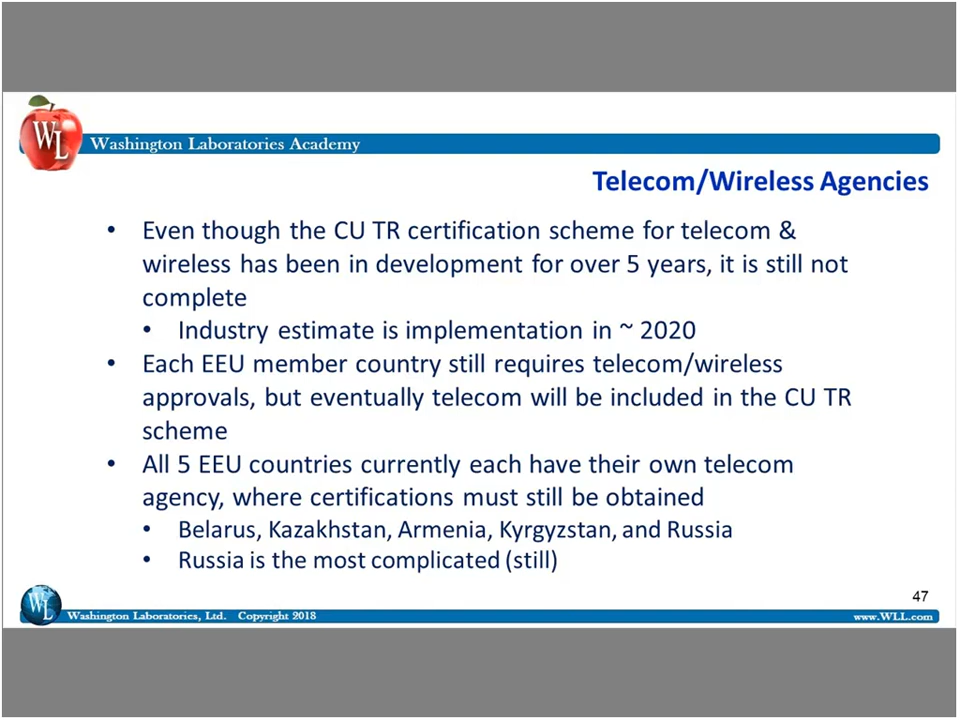 WL
Washington Laboratories Academy
Telecom/Wireless Agencies
• Even though the CU TR certification scheme for telecom &
wireless has been in development for over 5 years, it is still not
complete
• Industry estimate is implementation in ~ 2020
• Each EEU member country still requires telecom/wireless
approvals, but eventually telecom will be included in the CU TR
scheme
• All 5 EEU countries currently each have their own telecom
agency, where certifications must still be obtained
• Belarus, Kazakhstan, Armenia, Kyrgyzstan, and Russia
• Russia is the most complicated (still)
47
WL
Washington Laboratories, Ltd. Copyright 2018
www.WLL.com